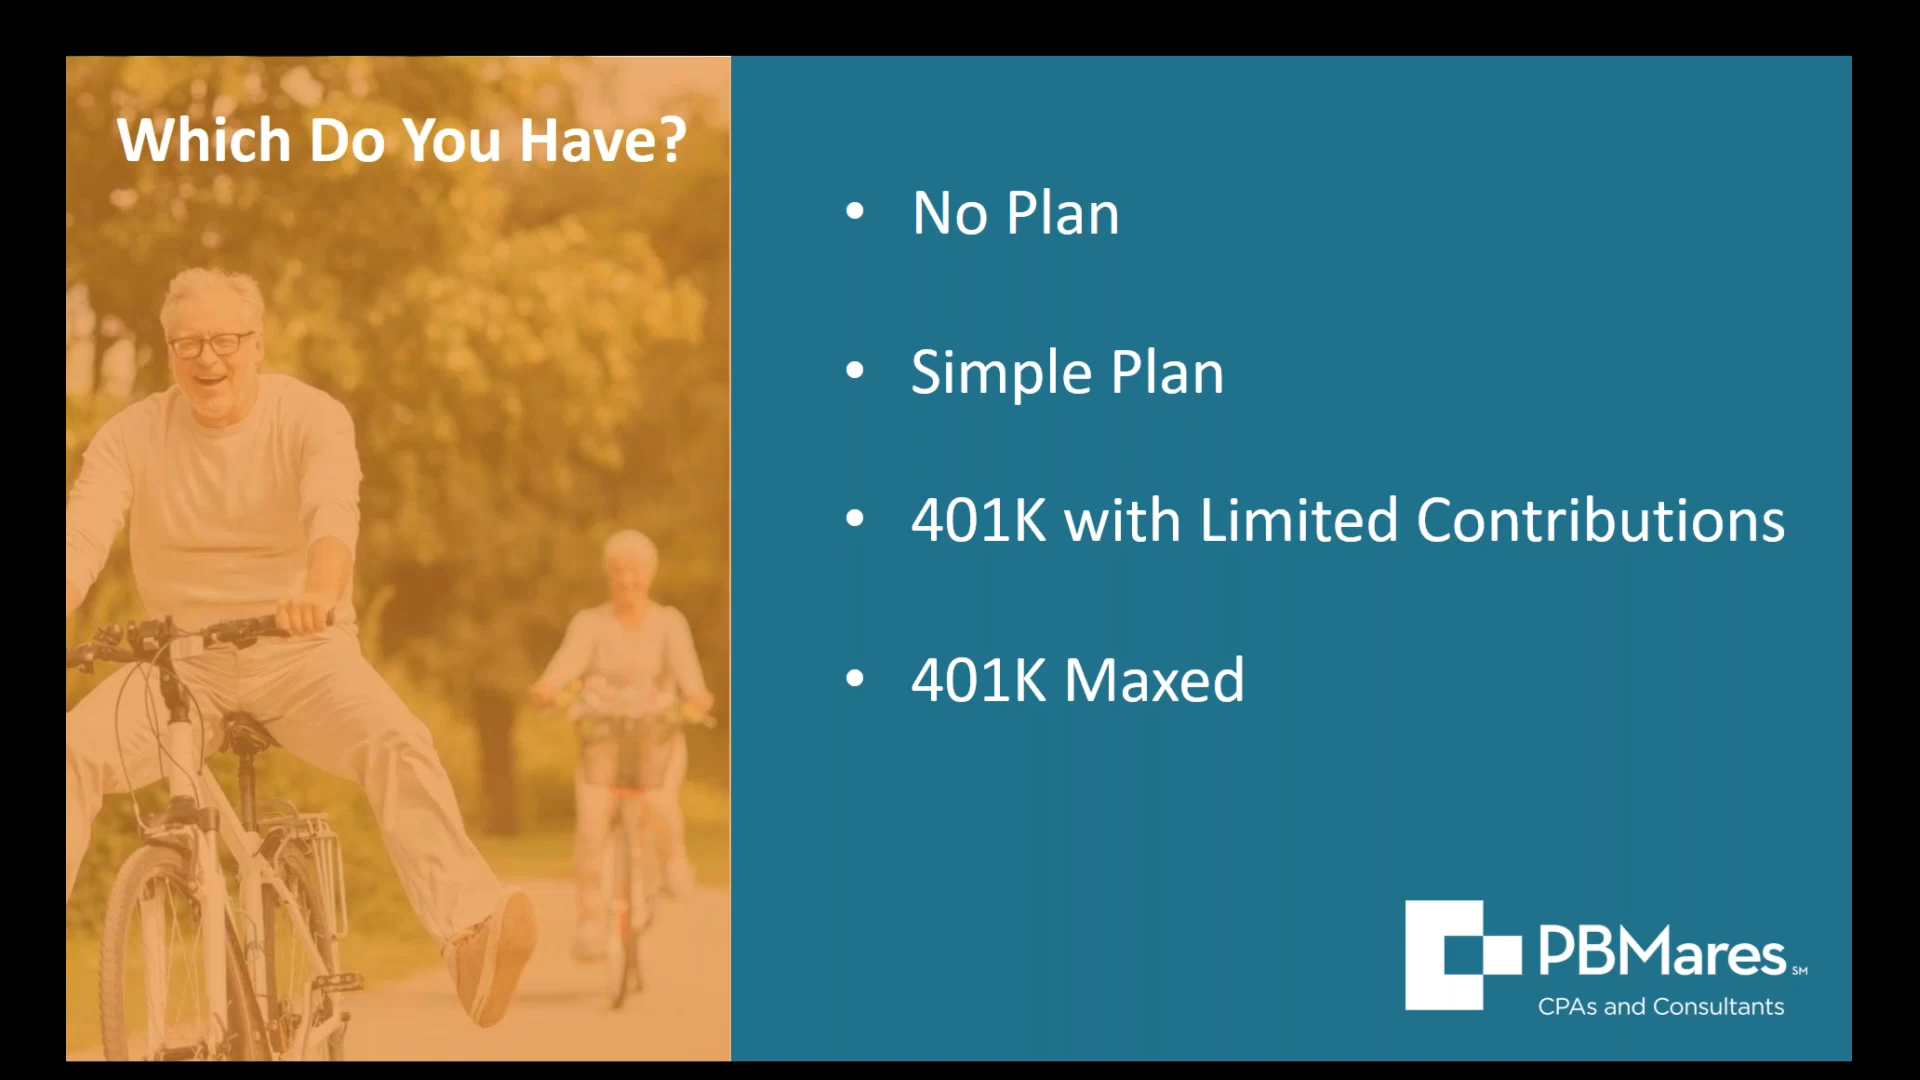 Which Do You Have?
• No Plan
• Simple Plan
• 401K with Limited Contributions
• 401K Maxed
PBMares SM
CPAs and Consultants